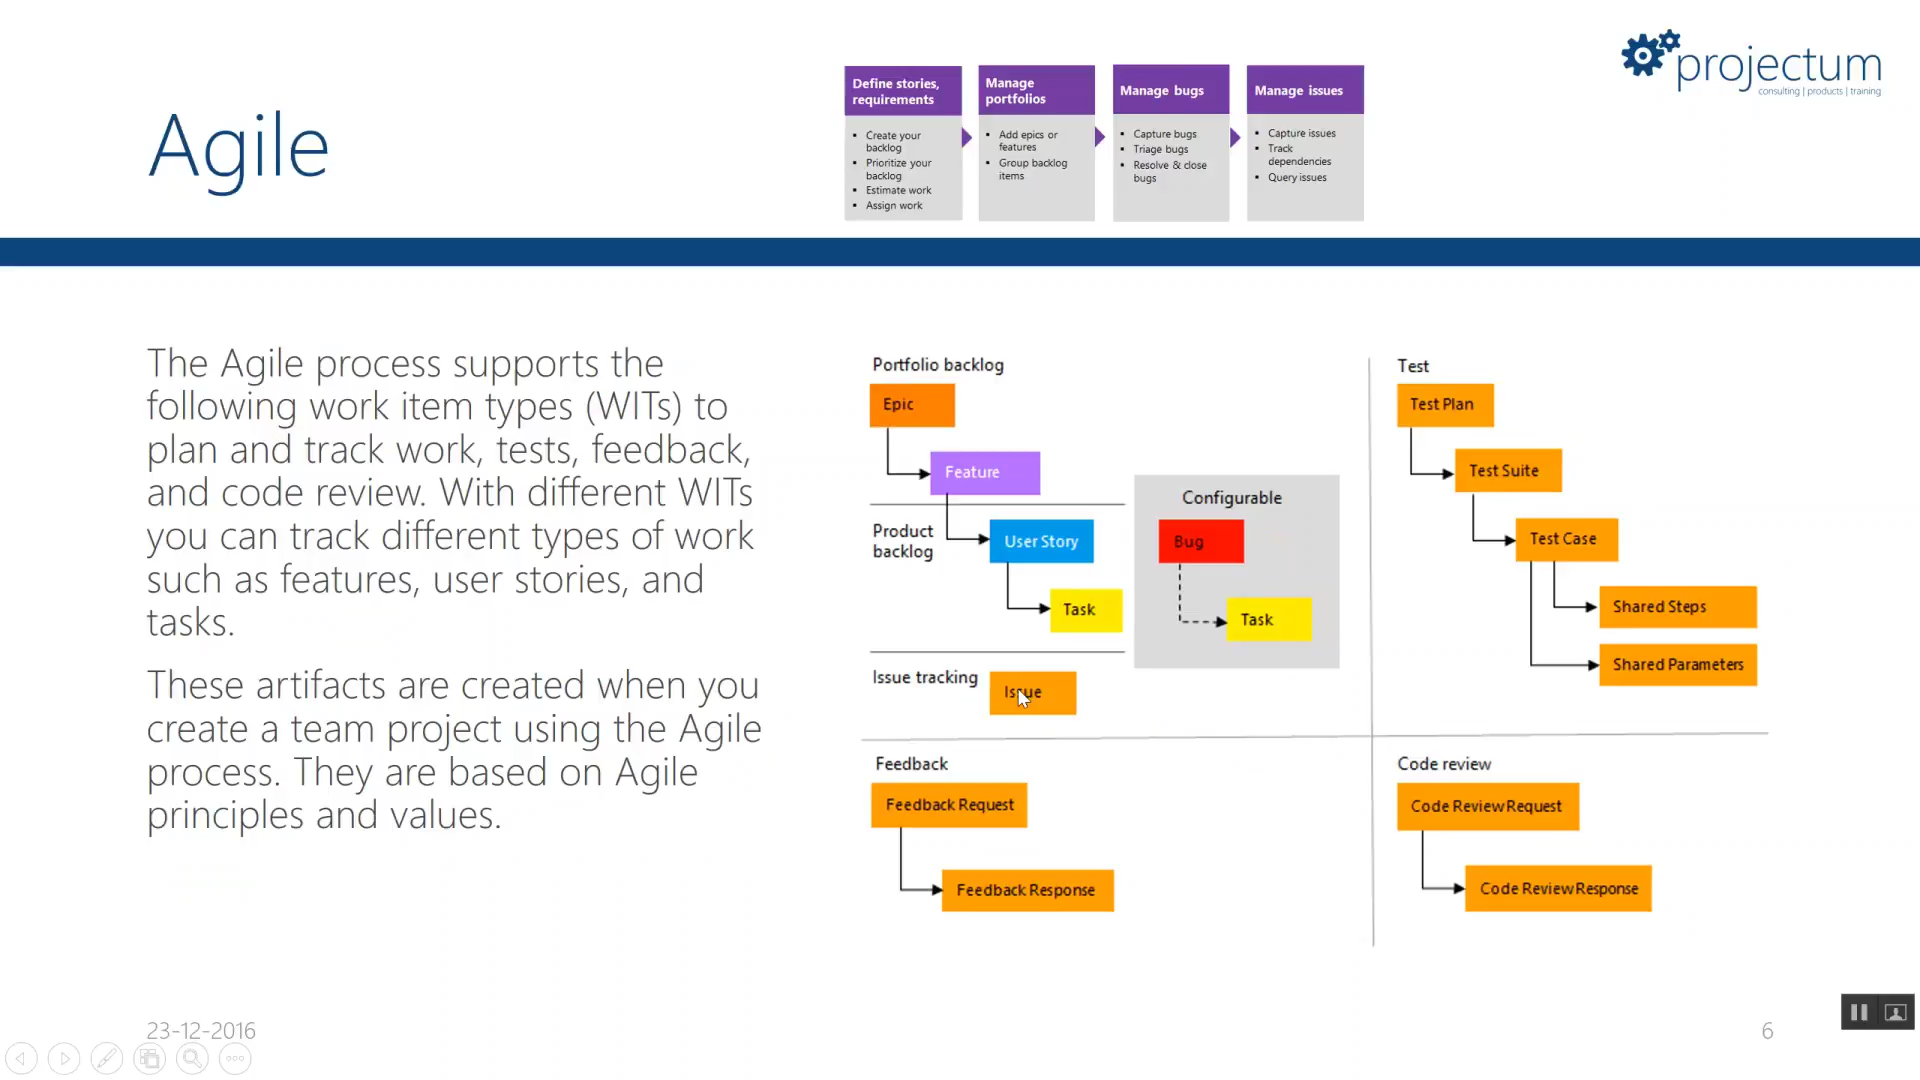 projectum
consulting | products | training
Agile
Define stories,
requirements
▪ Create your
backlog
▪ Prioritize your
backlog
▪ Estimate work
▪ Assign work
Manage
portfolios
▪ Add epics or
features
▪ Group backlog
items
Manage bugs
▪ Capture bugs
▪ Triage bugs
▪ Resolve & close
bugs
Manage issues
▪ Capture issues
▪ Track
dependencies
▪ Query issues
The Agile process supports the
following work item types (WITs) to
plan and track work, tests, feedback,
and code review. With different WITs
you can track different types of work
such as features, user stories, and
tasks.
These artifacts are created when you
create a team project using the Agile
process. They are based on Agile
principles and values.
Portfolio backlog
Epic
Feature
Product
backlog
User Story
Task
Configurable
Bug
Task
Issue tracking
Issue
Test
Test Plan
Test Suite
Test Case
Shared Steps
Shared Parameters
Feedback
Feedback Request
Feedback Response
Code review
Code Review Request
Code Review Response
23-12-2016
6